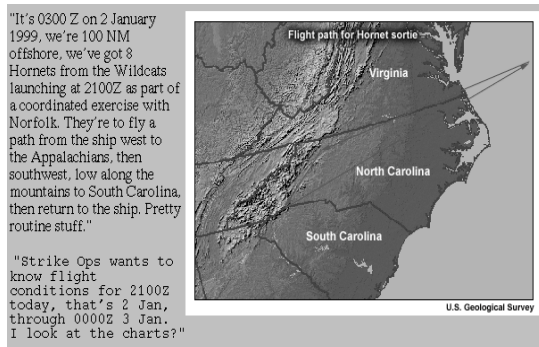 "It's 0300 Z on 2 January
1999, we're 100 NM
offshore, we've got 8
Hornets from the Wildcats
launching at 2100Z as part of
a coordinated exercise with
Norfolk. They're to fly a
path from the ship west to
the Appalachians, then
southwest, low along the
mountains to South Carolina,
then return to the ship. Pretty
routine stuff."
"Strike Ops wants to
know flight
conditions for 2100Z
today, that's 2 Jan,
through 0000Z 3 Jan.
I look at the charts?"
Flight path for Hornet sortie
Virginia
North Carolina
South Carolina
U.S. Geological Survey